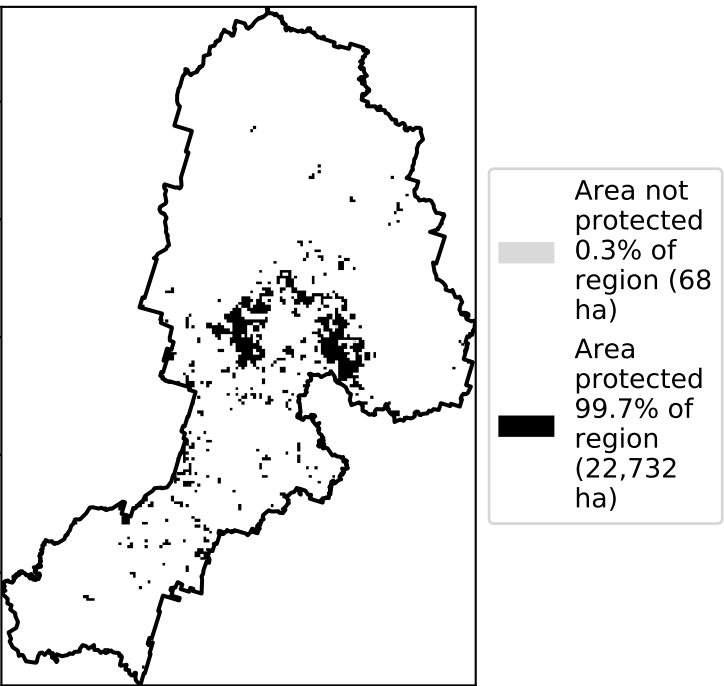 Area not
protected
0.3% of
region (68
ha)
Area
protected
99.7% of
region
(22,732
ha)